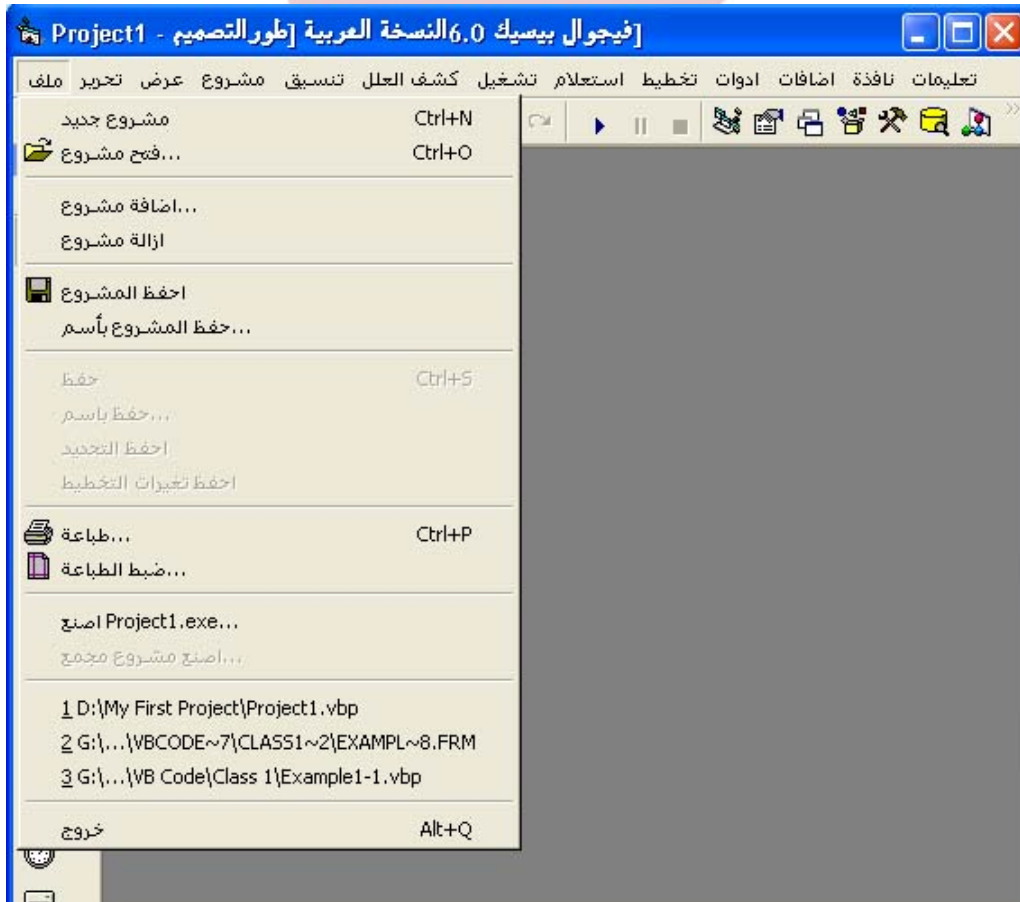 Project1 - فيجوال بيسيك 6.0النسخة العربية [طور التصميم]
ملف تحرير عرض مشروع تنسيق كشف العلل تشغيل استعلام تخطيط ادوات اضافات نافذة تعليمات
مشروع جديد Ctrl+N
فتح مشروع... Ctrl+O
اضافة مشروع...
ازالة مشروع
احفظ المشروع
حفظ المشروع بأسم...
حفظ Ctrl+S
حفظ باسم...
احفظ التحديد
احفظ تغيرات التخطيط
طباعة... Ctrl+P
ضبط الطباعة...
اصنع Project1.exe...
اصنع مشروع مجمع...
1 D:\My First Project\Project1.vbp
2 G:\...\VBCODE~7\CLASS1~2\EXAMPL~8.FRM
3 G:\...\VB Code\Class 1\Example1-1.vbp
خروج Alt+Q